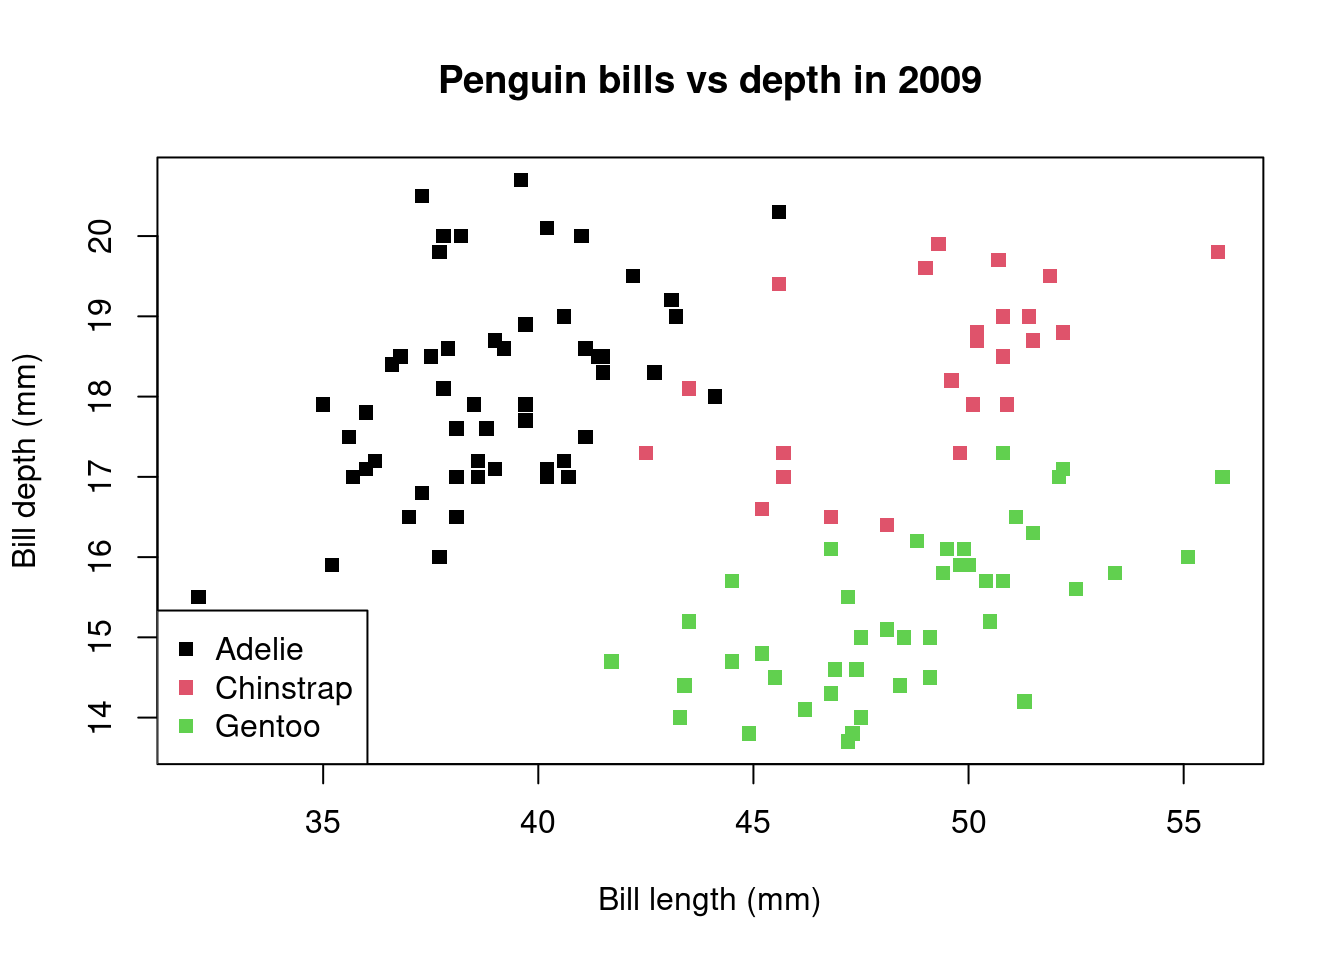 Penguin bills vs depth in 2009
Bill depth (mm)
20
19
18
17
16
15
14
Adelie
Chinstrap
Gentoo
35 40 45 50 55
Bill length (mm)